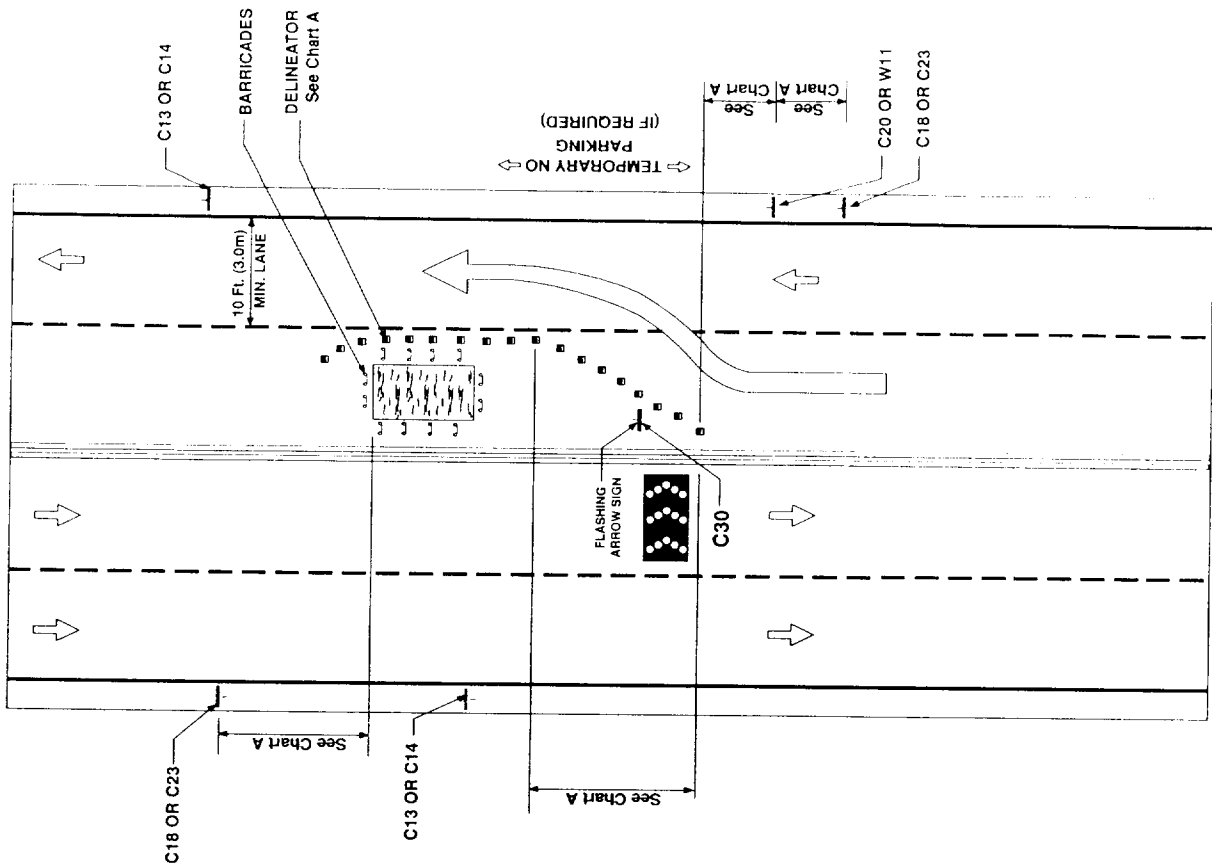 C13 OR C14
BARRICADES
DELINEATOR
See Chart A
10 Ft. (3.0m)
MIN. LANE
TEMPORARY NO
PARKING
(IF REQUIRED)
See
Chart A
See
Chart A
C20 OR W11
C18 OR C23
FLASHING
ARROW SIGN
C30
C18 OR C23
See Chart A
C13 OR C14
See Chart A